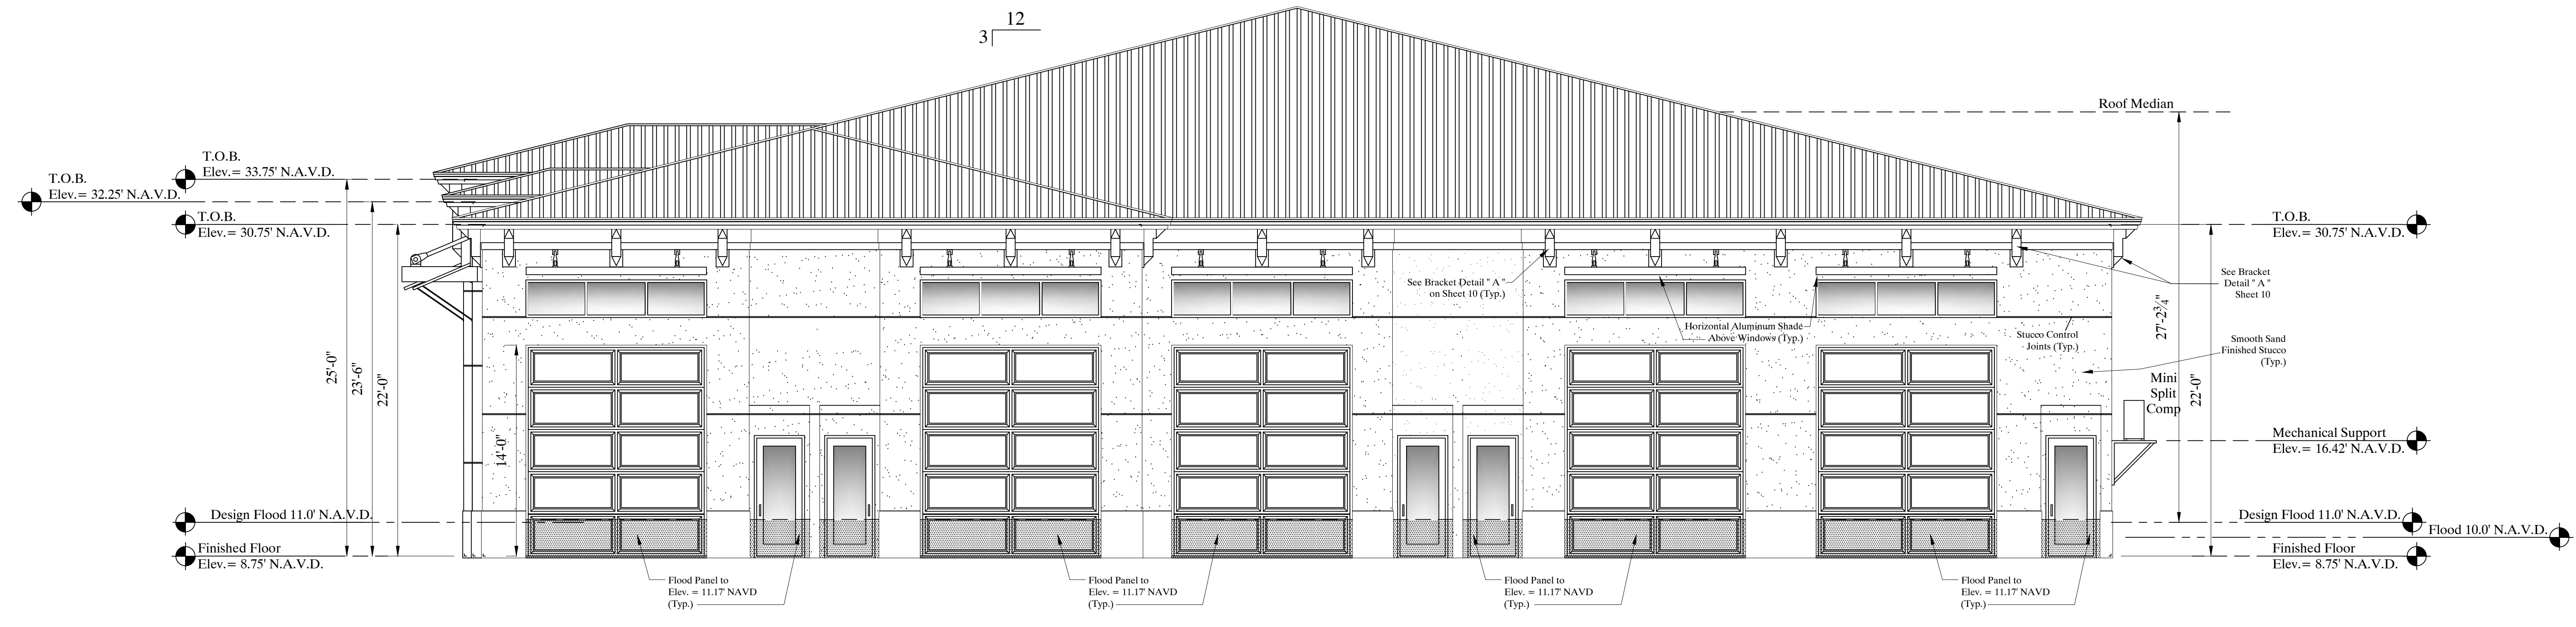 12
3
Roof Median
T.O.B.
Elev.= 33.75' N.A.V.D.
T.O.B.
Elev.= 32.25' N.A.V.D.
T.O.B.
Elev.= 30.75' N.A.V.D.
T.O.B.
Elev.= 30.75' N.A.V.D.
See Bracket Detail " A "
on Sheet 10 (Typ.)
See Bracket
Detail " A "
Sheet 10
Horizontal Aluminum Shade
Above Windows (Typ.)
Stucco Control
Joints (Typ.)
Smooth Sand
Finished Stucco
(Typ.)
27'-2¾"
22'-0"
25'-0"
23'-6"
22'-0"
14'-0"
Mini
Split
Comp
Mechanical Support
Elev.= 16.42' N.A.V.D.
Design Flood 11.0' N.A.V.D.
Design Flood 11.0' N.A.V.D.
Flood 10.0' N.A.V.D.
Finished Floor
Elev.= 8.75' N.A.V.D.
Finished Floor
Elev.= 8.75' N.A.V.D.
Flood Panel to
Elev. = 11.17' NAVD
(Typ.)
Flood Panel to
Elev. = 11.17' NAVD
(Typ.)
Flood Panel to
Elev. = 11.17' NAVD
(Typ.)
Flood Panel to
Elev. = 11.17' NAVD
(Typ.)